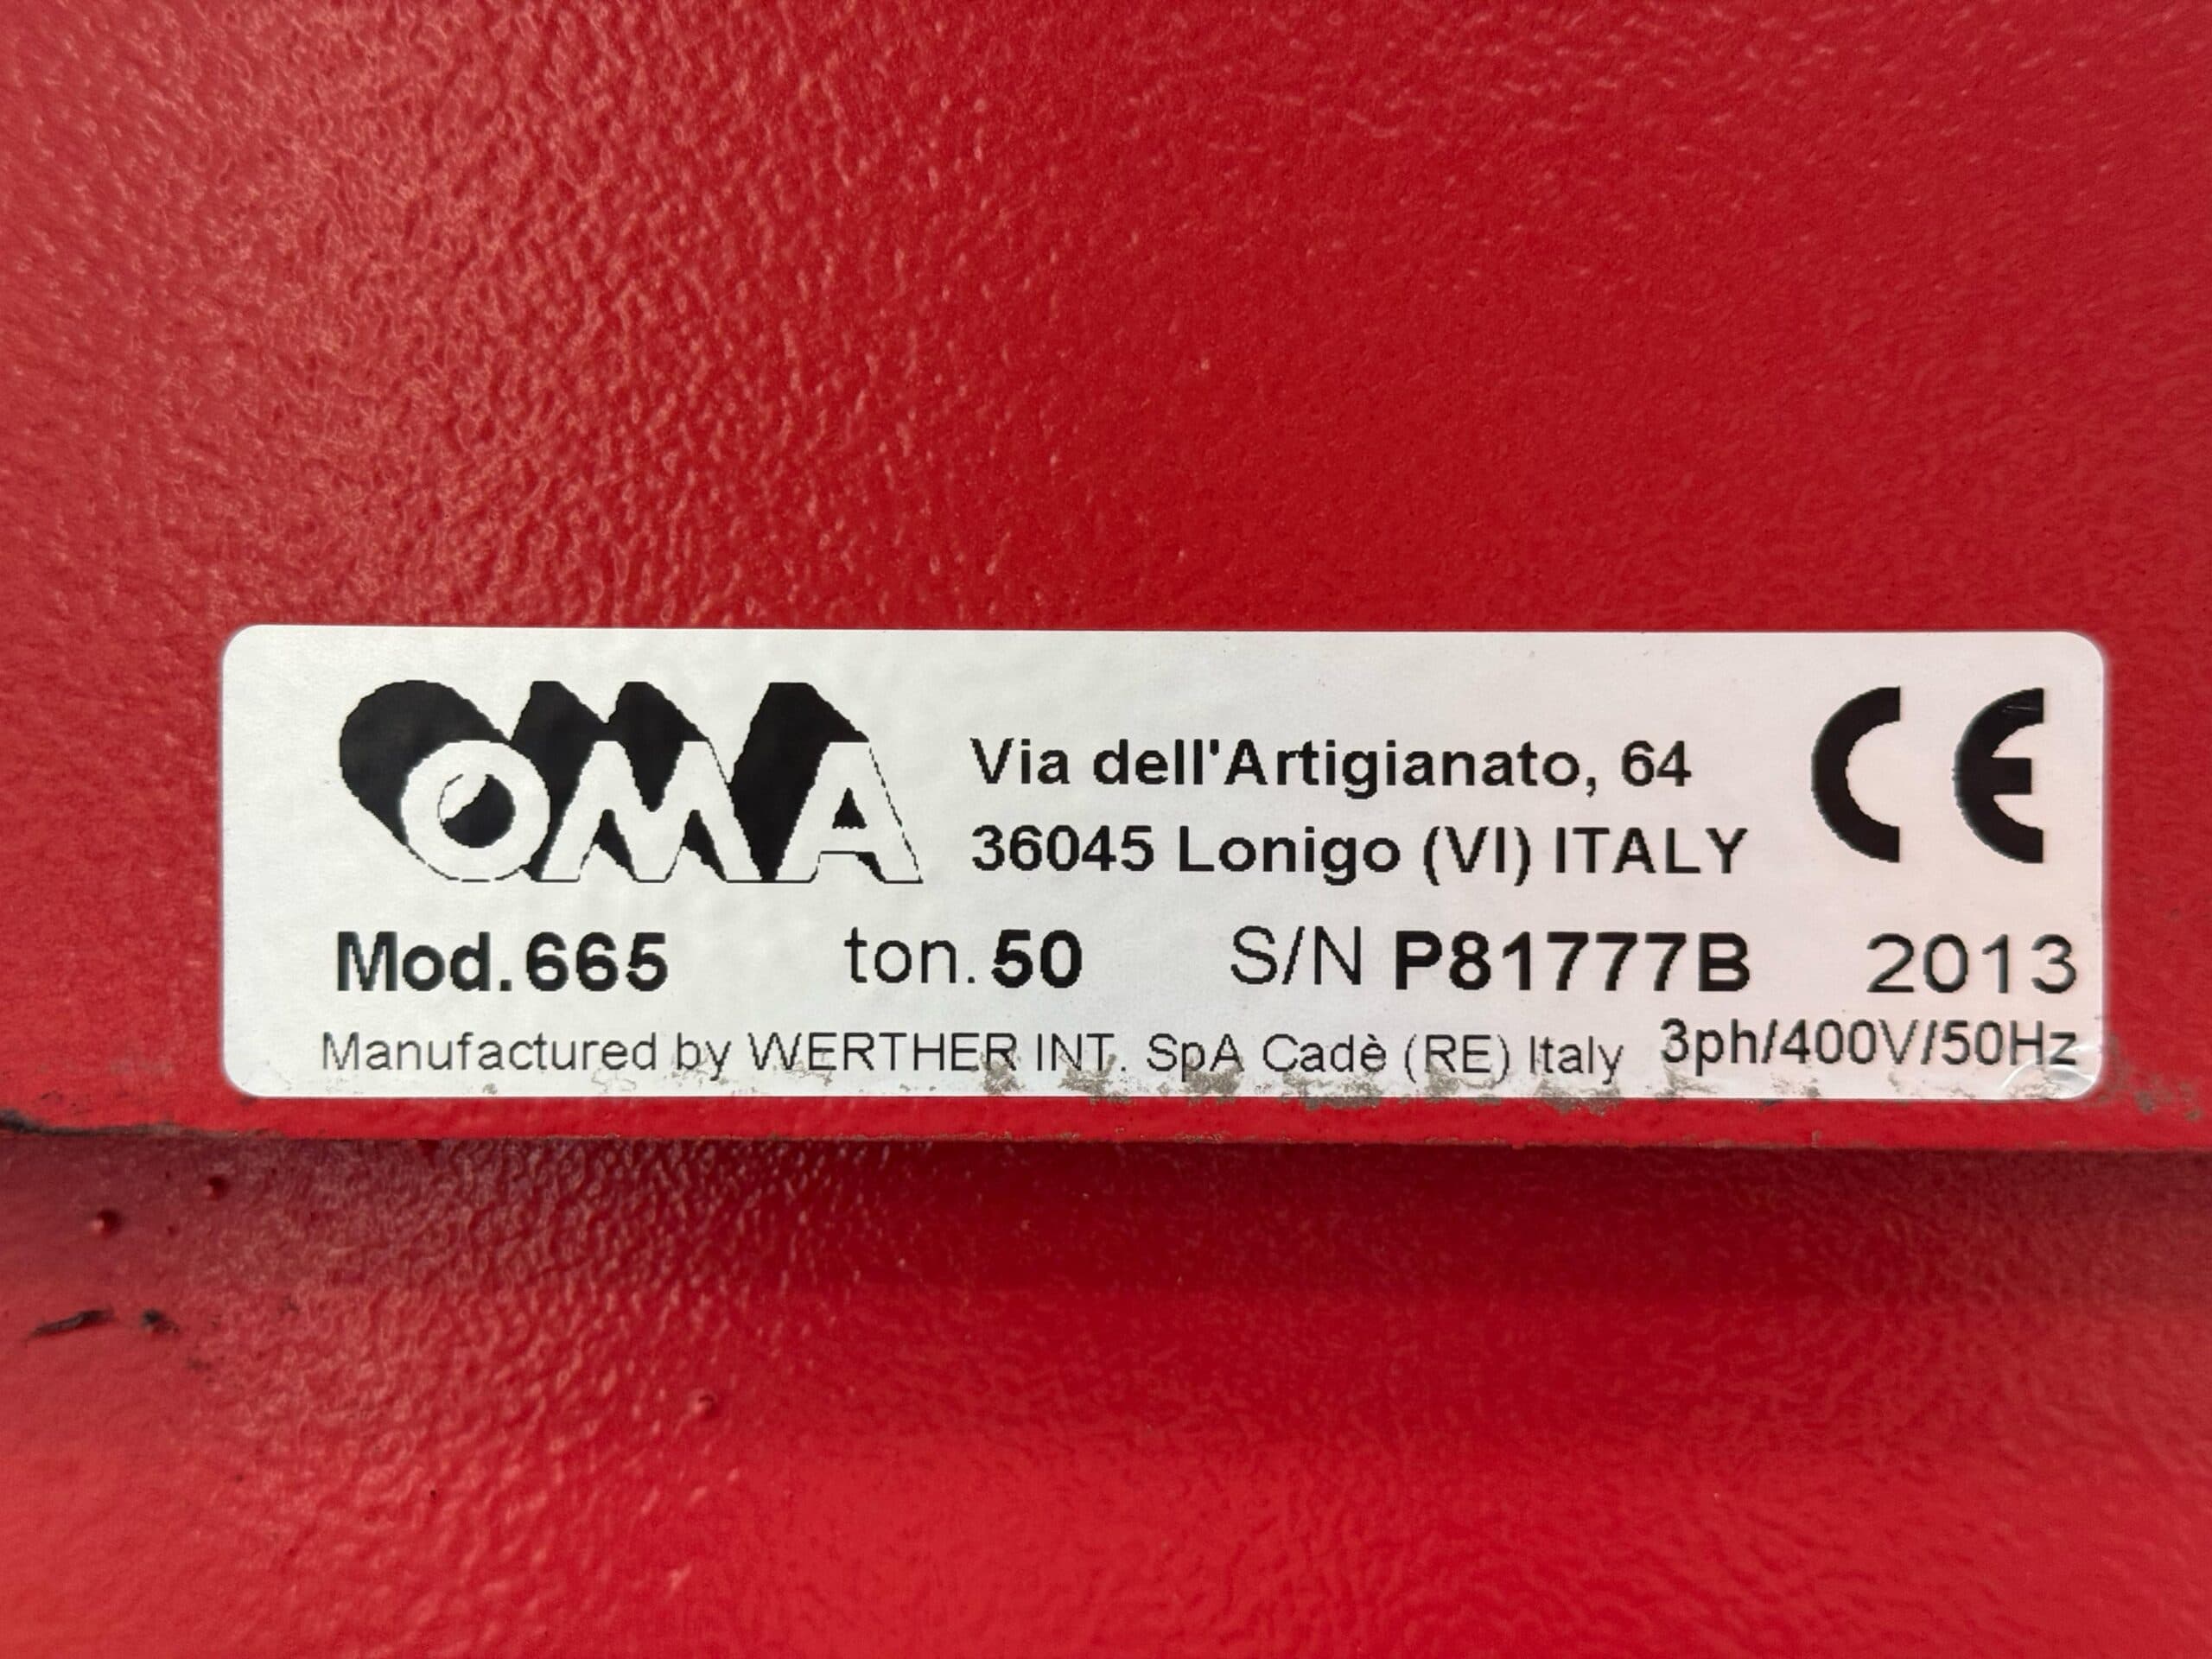 OMA
Via dell'Artigianato, 64
36045 Lonigo (VI) ITALY
CE
Mod.665 ton.50 S/N P81777B 2013
Manufactured by WERTHER INT. SpA Cadè (RE) Italy 3ph/400V/50Hz